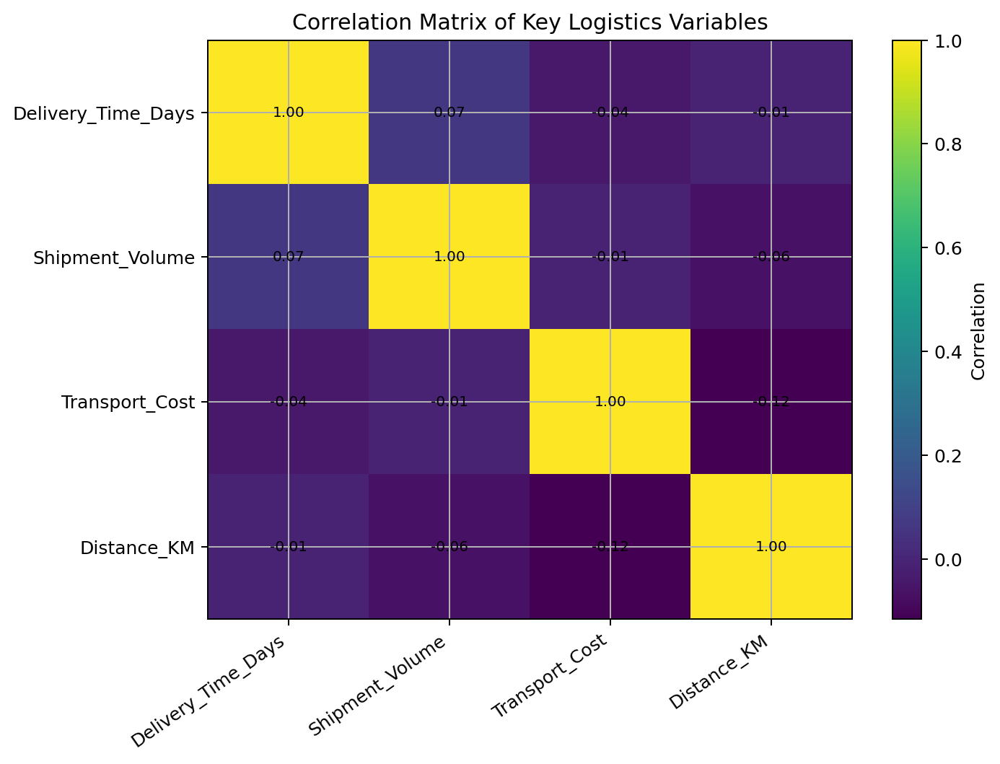 Correlation Matrix of Key Logistics Variables
Delivery_Time_Days 1.00 0.07 -0.04 -0.01
Shipment_Volume 0.07 1.00 -0.01 -0.06
Transport_Cost -0.04 -0.01 1.00 -0.12
Distance_KM -0.01 -0.06 -0.12 1.00
Delivery_Time_Days Shipment_Volume Transport_Cost Distance_KM
1.0
0.8
0.6
0.4
0.2
0.0
Correlation